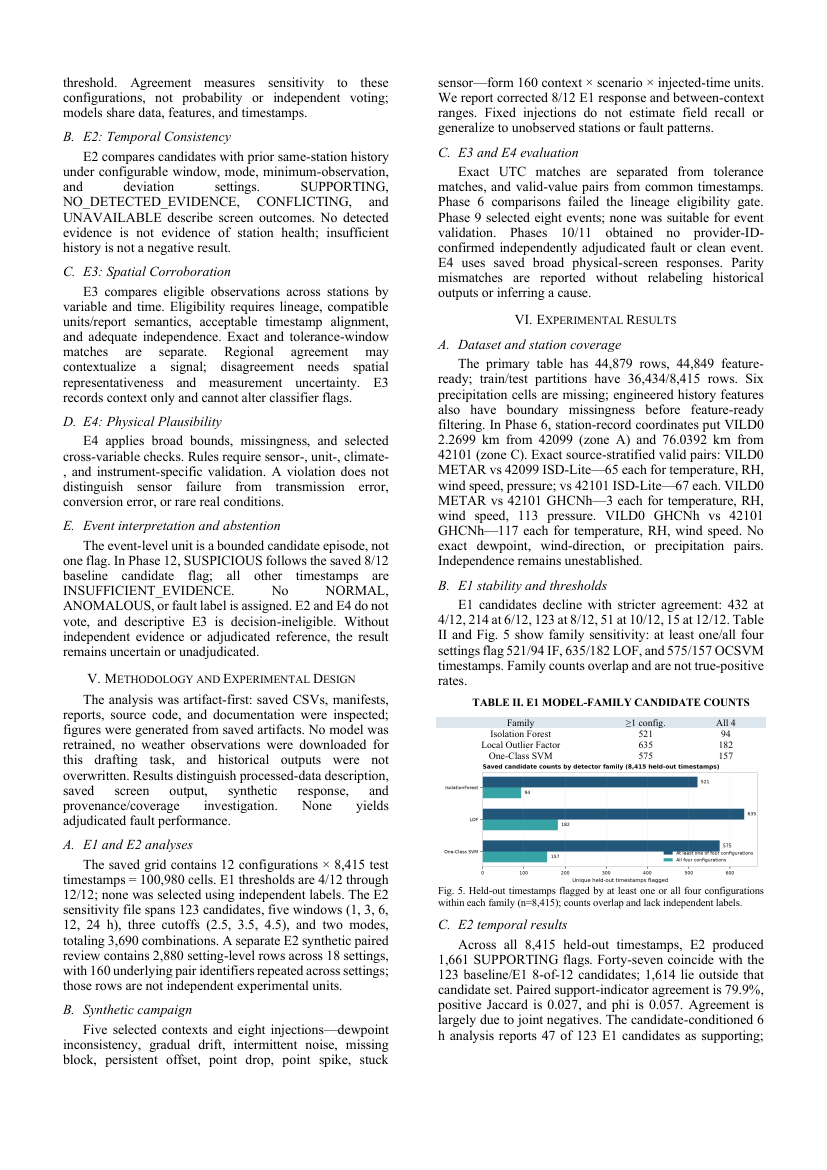 threshold. Agreement measures sensitivity to these
configurations, not probability or independent voting;
models share data, features, and timestamps.
B. E2: Temporal Consistency
E2 compares candidates with prior same-station history
under configurable window, mode, minimum-observation,
and deviation settings. SUPPORTING,
NO_DETECTED_EVIDENCE, CONFLICTING, and
UNAVAILABLE describe screen outcomes. No detected
evidence is not evidence of station health; insufficient
history is not a negative result.
C. E3: Spatial Corroboration
E3 compares eligible observations across stations by
variable and time. Eligibility requires lineage, compatible
units/report semantics, acceptable timestamp alignment,
and adequate independence. Exact and tolerance-window
matches are separate. Regional agreement may
contextualize a signal; disagreement needs spatial
representativeness and measurement uncertainty. E3
records context only and cannot alter classifier flags.
D. E4: Physical Plausibility
E4 applies broad bounds, missingness, and selected
cross-variable checks. Rules require sensor-, unit-, climate-
, and instrument-specific validation. A violation does not
distinguish sensor failure from transmission error,
conversion error, or rare real conditions.
E. Event interpretation and abstention
The event-level unit is a bounded candidate episode, not
one flag. In Phase 12, SUSPICIOUS follows the saved 8/12
baseline candidate flag; all other timestamps are
INSUFFICIENT_EVIDENCE. No NORMAL,
ANOMALOUS, or fault label is assigned. E2 and E4 do not
vote, and descriptive E3 is decision-ineligible. Without
independent evidence or adjudicated reference, the result
remains uncertain or unadjudicated.
V. METHODOLOGY AND EXPERIMENTAL DESIGN
The analysis was artifact-first: saved CSVs, manifests,
reports, source code, and documentation were inspected;
figures were generated from saved artifacts. No model was
retrained, no weather observations were downloaded for
this drafting task, and historical outputs were not
overwritten. Results distinguish processed-data description,
saved screen output, synthetic response, and
provenance/coverage investigation. None yields
adjudicated fault performance.
A. E1 and E2 analyses
The saved grid contains 12 configurations × 8,415 test
timestamps = 100,980 cells. E1 thresholds are 4/12 through
12/12; none was selected using independent labels. The E2
sensitivity file spans 123 candidates, five windows (1, 3, 6,
12, 24 h), three cutoffs (2.5, 3.5, 4.5), and two modes,
totaling 3,690 combinations. A separate E2 synthetic paired
review contains 2,880 setting-level rows across 18 settings,
with 160 underlying pair identifiers repeated across settings;
those rows are not independent experimental units.
B. Synthetic campaign
Five selected contexts and eight injections—dewpoint
inconsistency, gradual drift, intermittent noise, missing
block, persistent offset, point drop, point spike, stuck
sensor—form 160 context × scenario × injected-time units.
We report corrected 8/12 E1 response and between-context
ranges. Fixed injections do not estimate field recall or
generalize to unobserved stations or fault patterns.
C. E3 and E4 evaluation
Exact UTC matches are separated from tolerance
matches, and valid-value pairs from common timestamps.
Phase 6 comparisons failed the lineage eligibility gate.
Phase 9 selected eight events; none was suitable for event
validation. Phases 10/11 obtained no provider-ID-
confirmed independently adjudicated fault or clean event.
E4 uses saved broad physical-screen responses. Parity
mismatches are reported without relabeling historical
outputs or inferring a cause.
VI. EXPERIMENTAL RESULTS
A. Dataset and station coverage
The primary table has 44,879 rows, 44,849 feature-
ready; train/test partitions have 36,434/8,415 rows. Six
precipitation cells are missing; engineered history features
also have boundary missingness before feature-ready
filtering. In Phase 6, station-record coordinates put VILD0
2.2699 km from 42099 (zone A) and 76.0392 km from
42101 (zone C). Exact source-stratified valid pairs: VILD0
METAR vs 42099 ISD-Lite—65 each for temperature, RH,
wind speed, pressure; vs 42101 ISD-Lite—67 each. VILD0
METAR vs 42101 GHCNh—3 each for temperature, RH,
wind speed, 113 pressure. VILD0 GHCNh vs 42101
GHCNh—117 each for temperature, RH, wind speed. No
exact dewpoint, wind-direction, or precipitation pairs.
Independence remains unestablished.
B. E1 stability and thresholds
E1 candidates decline with stricter agreement: 432 at
4/12, 214 at 6/12, 123 at 8/12, 51 at 10/12, 15 at 12/12. Table
II and Fig. 5 show family sensitivity: at least one/all four
settings flag 521/94 IF, 635/182 LOF, and 575/157 OCSVM
timestamps. Family counts overlap and are not true-positive
rates.
TABLE II. E1 MODEL-FAMILY CANDIDATE COUNTS
Family ≥1 config. All 4
Isolation Forest 521 94
Local Outlier Factor 635 182
One-Class SVM 575 157
Saved candidate counts by detector family (8,415 held-out timestamps)
IsolationForest 521
94
LOF 635
182
One-Class SVM 575
157
At least one of four configurations
All four configurations
0 100 200 300 400 500 600
Unique held-out timestamps flagged
Fig. 5. Held-out timestamps flagged by at least one or all four configurations
within each family (n=8,415); counts overlap and lack independent labels.
C. E2 temporal results
Across all 8,415 held-out timestamps, E2 produced
1,661 SUPPORTING flags. Forty-seven coincide with the
123 baseline/E1 8-of-12 candidates; 1,614 lie outside that
candidate set. Paired support-indicator agreement is 79.9%,
positive Jaccard is 0.027, and phi is 0.057. Agreement is
largely due to joint negatives. The candidate-conditioned 6
h analysis reports 47 of 123 E1 candidates as supporting;